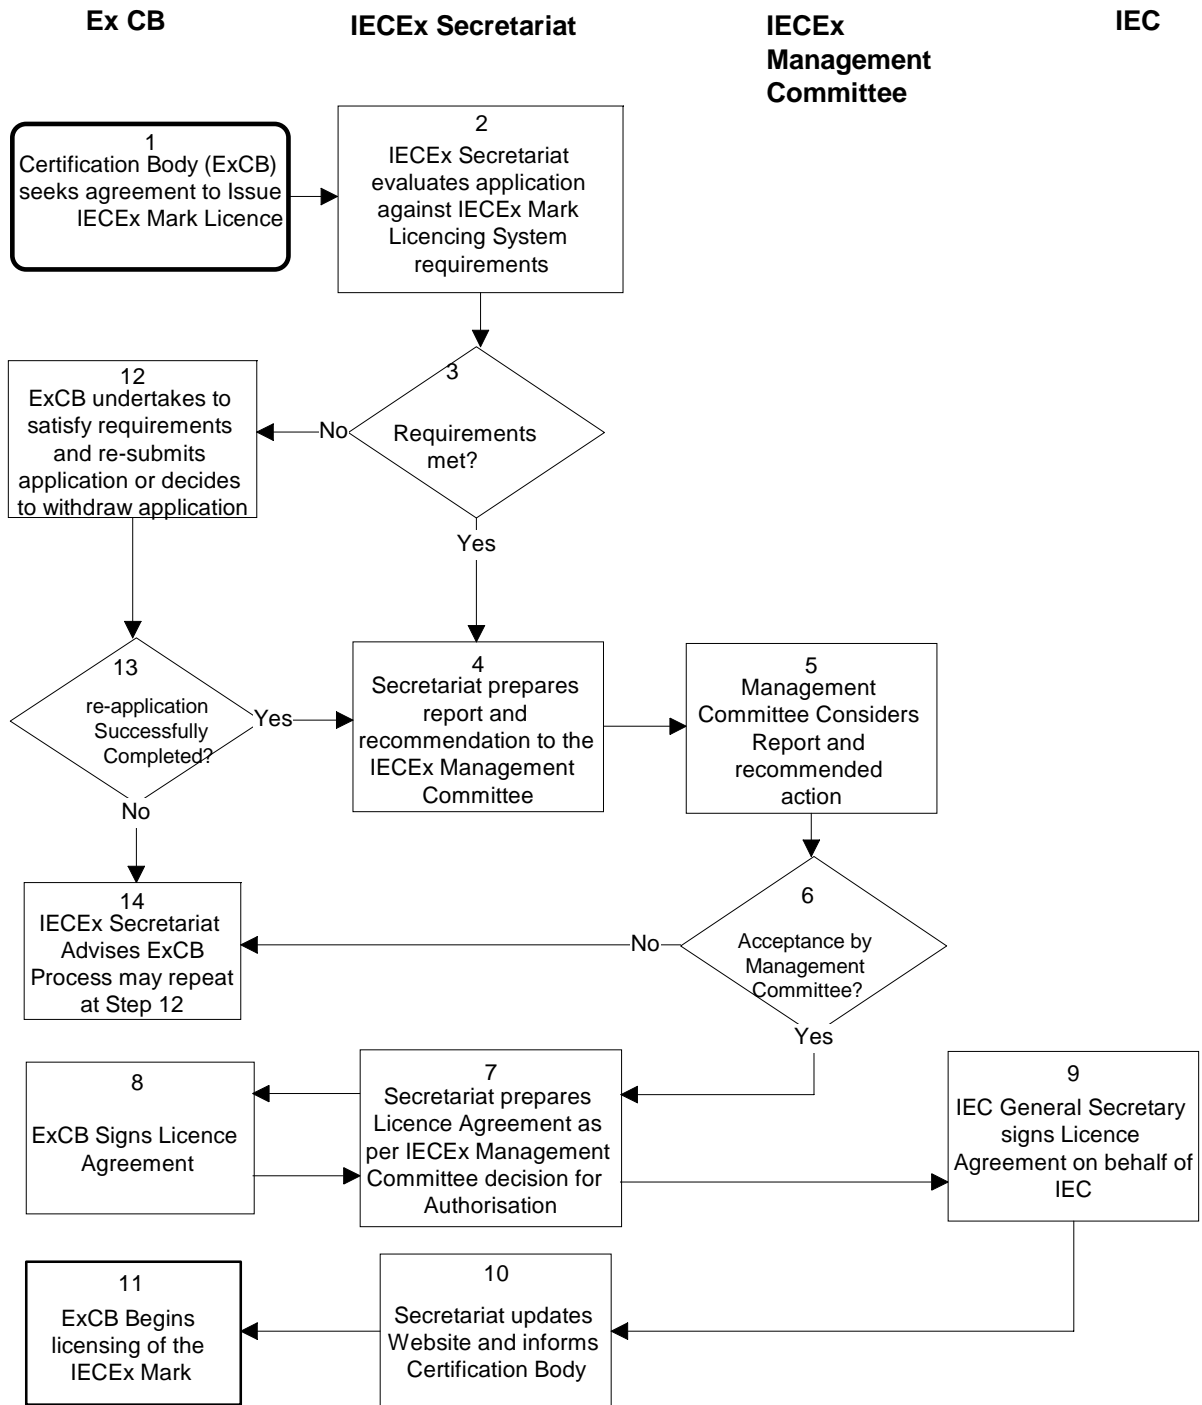 Ex CB
IECEx Secretariat
IECEx
Management
Committee
IEC
1
Certification Body (ExCB)
seeks agreement to Issue
IECEx Mark Licence
2
IECEx Secretariat
evaluates application
against IECEx Mark
Licencing System
requirements
12
ExCB undertakes to
satisfy requirements
and re-submits
application or decides
to withdraw application
No
3
Requirements
met?
Yes
13
re-application
Successfully
Completed?
Yes
No
4
Secretariat prepares
report and
recommendation to the
IECEx Management
Committee
5
Management
Committee Considers
Report and
recommended
action
14
IECEx Secretariat
Advises ExCB
Process may repeat
at Step 12
No
6
Acceptance by
Management
Committee?
Yes
8
ExCB Signs Licence
Agreement
7
Secretariat prepares
Licence Agreement as
per IECEx Management
Committee decision for
Authorisation
9
IEC General Secretary
signs Licence
Agreement on behalf of
IEC
11
ExCB Begins
licensing of the
IECEx Mark
10
Secretariat updates
Website and informs
Certification Body